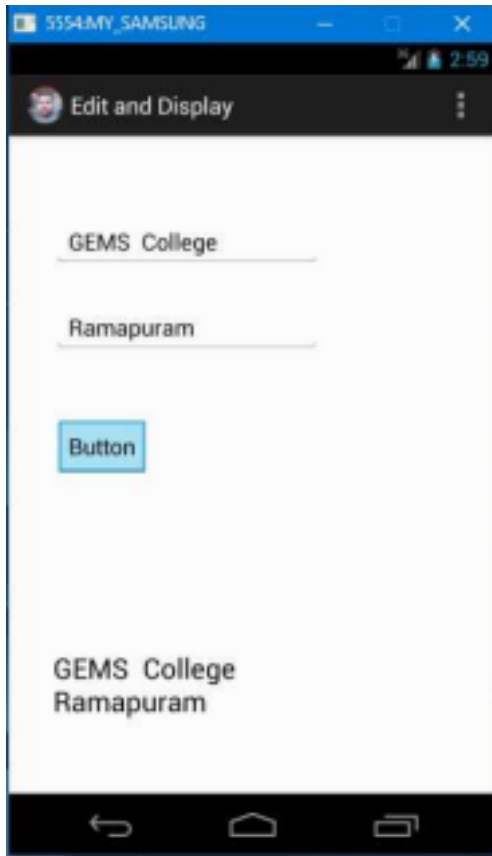 5554:MY_SAMSUNG
2:59
Edit and Display
GEMS College
Ramapuram
Button
GEMS College
Ramapuram